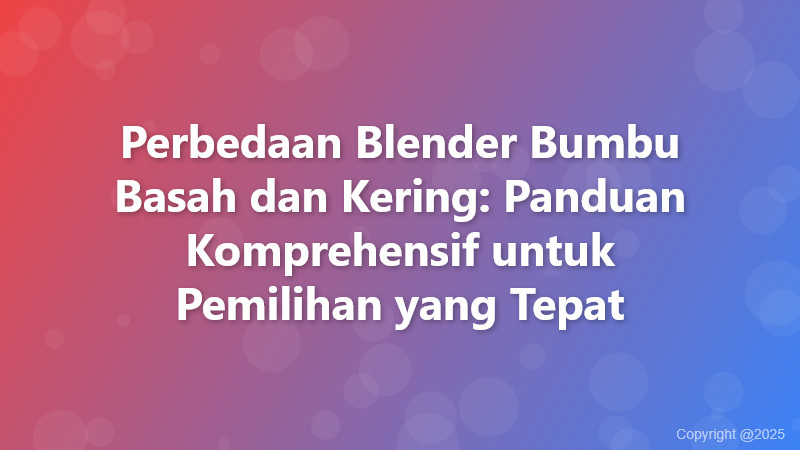 Perbedaan Blender Bumbu
Basah dan Kering: Panduan
Komprehensif untuk
Pemilihan yang Tepat
Copyright @2025